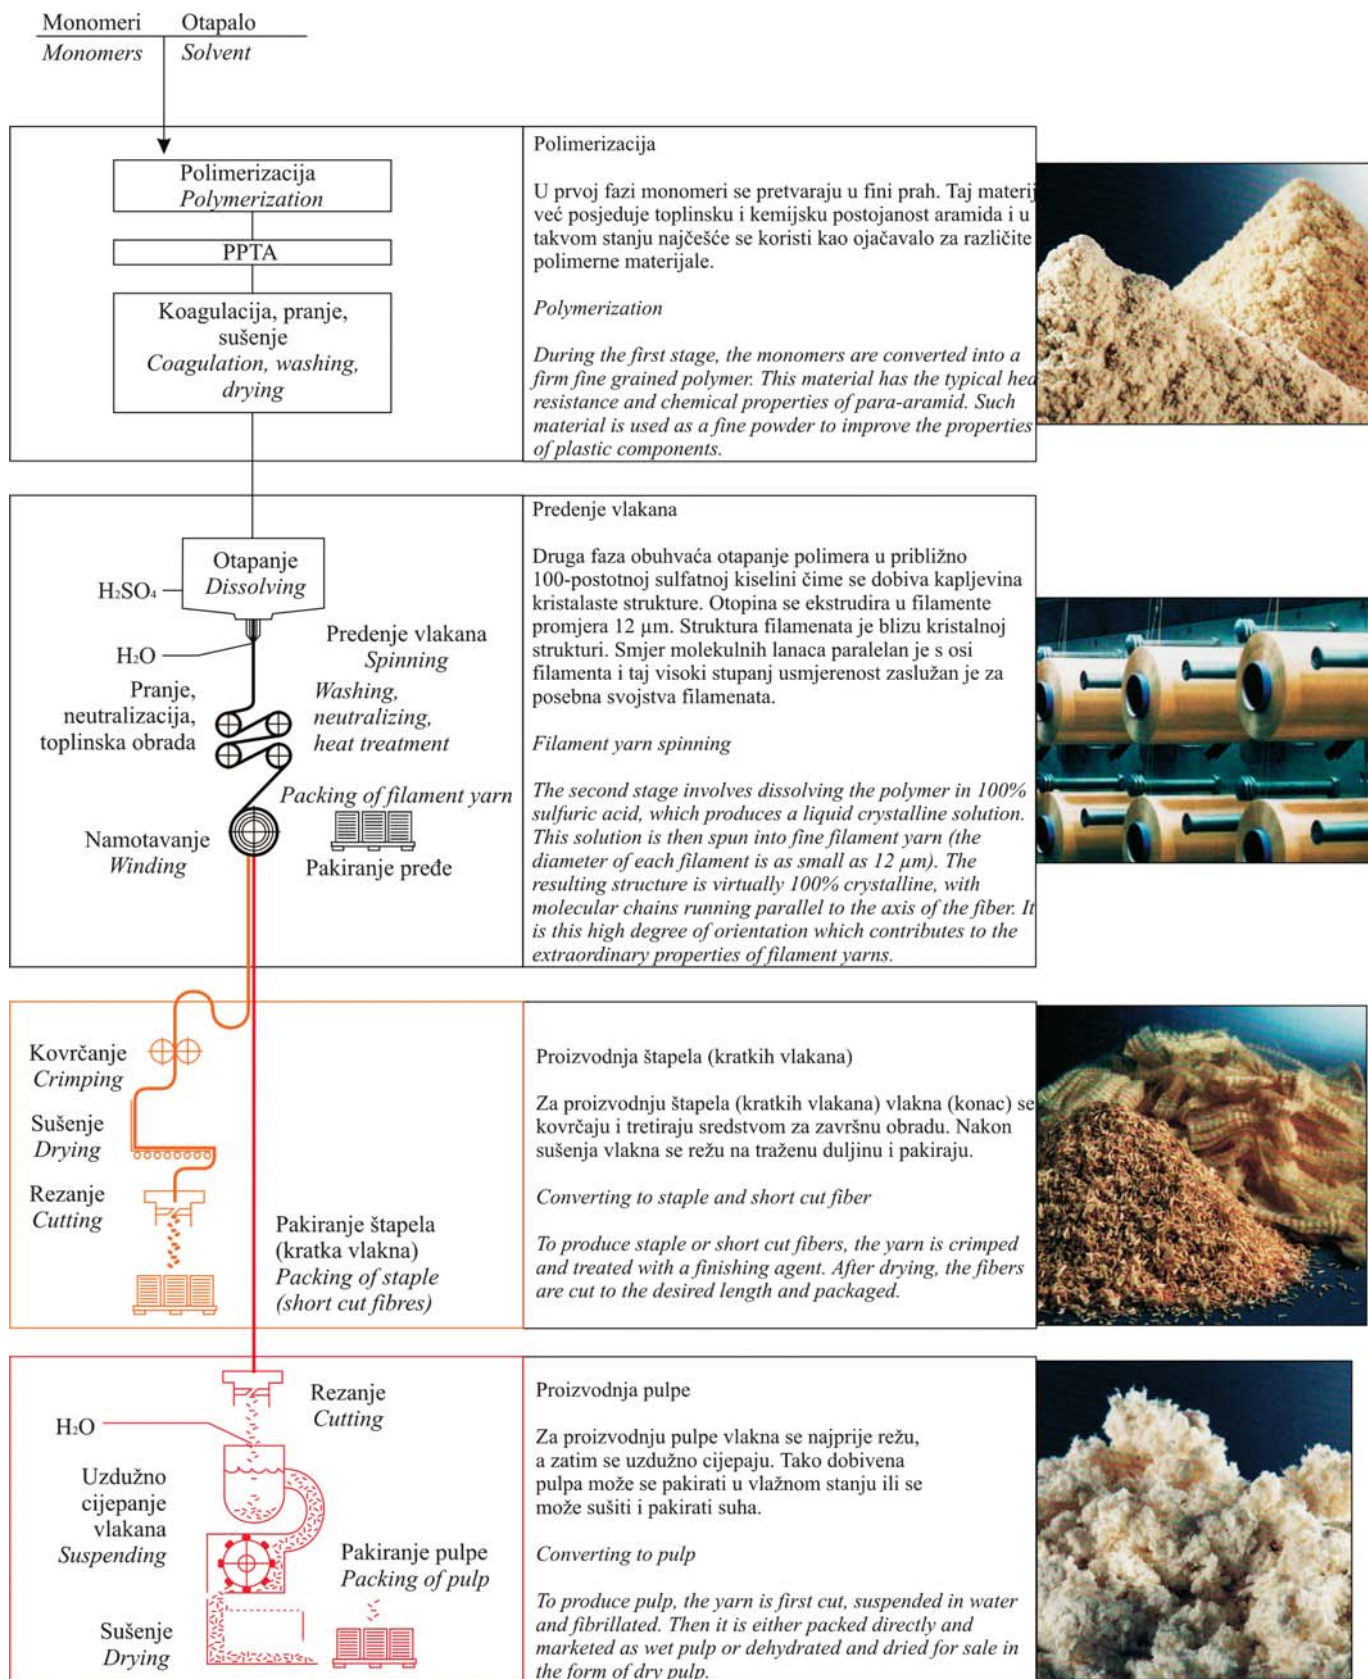 Monomeri
Otapalo
Monomers
Solvent
Polimerizacija
Polymerization
PPTA
Koagulacija, pranje,
sušenje
Coagulation, washing,
drying
Polimerizacija
U prvoj fazi monomeri se pretvaraju u fini prah. Taj materij
već posjeduje toplinsku i kemijsku postojanost aramida i u
takvom stanju najčešće se koristi kao ojačavalo za različite
polimerne materijale.
Polymerization
During the first stage, the monomers are converted into a
firm fine grained polymer. This material has the typical hea
resistance and chemical properties of para-aramid. Such
material is used as a fine powder to improve the properties
of plastic components.
Otapanje
Dissolving
H₂SO₄
H₂O
Predenje vlakana
Spinning
Pranje,
neutralizacija,
toplinska obrada
Washing,
neutralizing,
heat treatment
Packing of filament yarn
Namotavanje
Winding
Pakiranje pređe
Predenje vlakana
Druga faza obuhvaća otapanje polimera u približno
100-postotnoj sulfatnoj kiselini čime se dobiva kapljevina
kristalaste strukture. Otopina se ekstrudira u filamente
promjera 12 µm. Struktura filamenata je blizu kristalnoj
strukturi. Smjer molekulnih lanaca paralelan je s osi
filamenta i taj visoki stupanj usmjerenost zaslužan je za
posebna svojstva filamenata.
Filament yarn spinning
The second stage involves dissolving the polymer in 100%
sulfuric acid, which produces a liquid crystalline solution.
This solution is then spun into fine filament yarn (the
diameter of each filament is as small as 12 µm). The
resulting structure is virtually 100% crystalline, with
molecular chains running parallel to the axis of the fiber. It
is this high degree of orientation which contributes to the
extraordinary properties of filament yarns.
Kovrčanje
Crimping
Sušenje
Drying
Rezanje
Cutting
Pakiranje štapela
(kratka vlakna)
Packing of staple
(short cut fibres)
Proizvodnja štapela (kratkih vlakana)
Za proizvodnju štapela (kratkih vlakana) vlakna (konac) se
kovrčaju i tretiraju sredstvom za završnu obradu. Nakon
sušenja vlakna se režu na traženu duljinu i pakiraju.
Converting to staple and short cut fiber
To produce staple or short cut fibers, the yarn is crimped
and treated with a finishing agent. After drying, the fibers
are cut to the desired length and packaged.
Rezanje
Cutting
H₂O
Uzdužno
cijepanje
vlakana
Suspending
Pakiranje pulpe
Packing of pulp
Sušenje
Drying
Proizvodnja pulpe
Za proizvodnju pulpe vlakna se najprije režu,
a zatim se uzdužno cijepaju. Tako dobivena
pulpa može se pakirati u vlažnom stanju ili se
može sušiti i pakirati suha.
Converting to pulp
To produce pulp, the yarn is first cut, suspended in water
and fibrillated. Then it is either packed directly and
marketed as wet pulp or dehydrated and dried for sale in
the form of dry pulp.